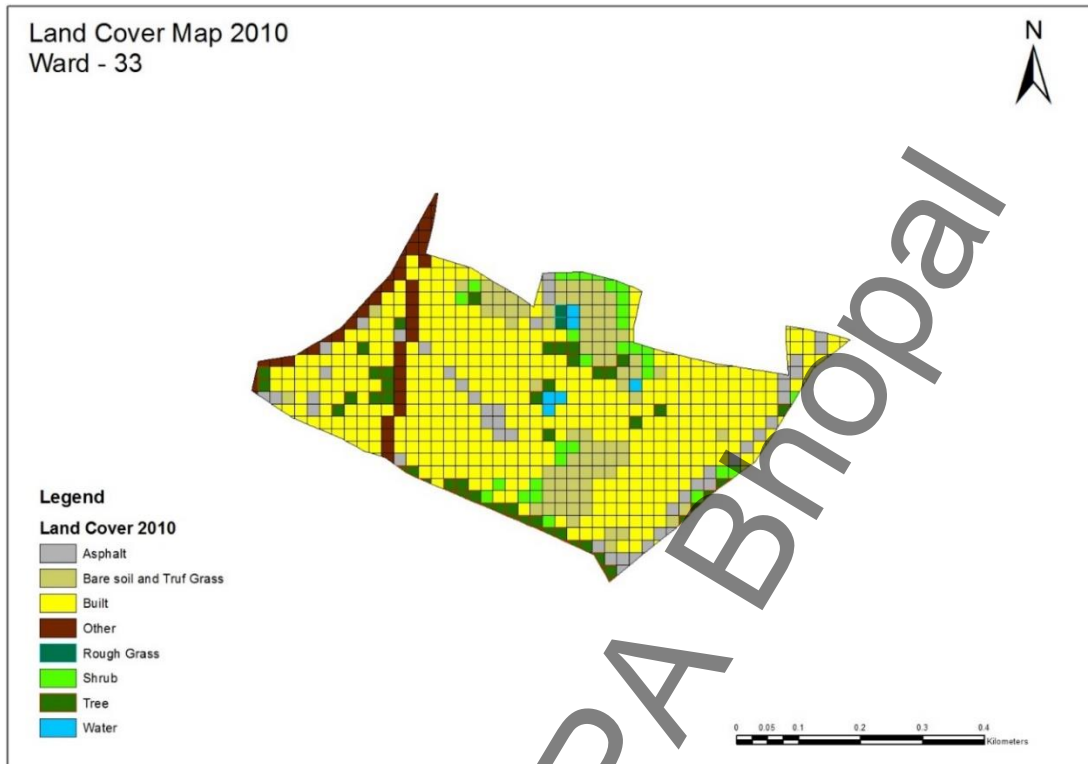 Land Cover Map 2010
Ward - 33
N
Legend
Land Cover 2010
Asphalt
Bare soil and Truf Grass
Built
Other
Rough Grass
Shrub
Tree
Water
0 0.05 0.1 0.2 0.3 0.4
Kilometers
PA Bhopal